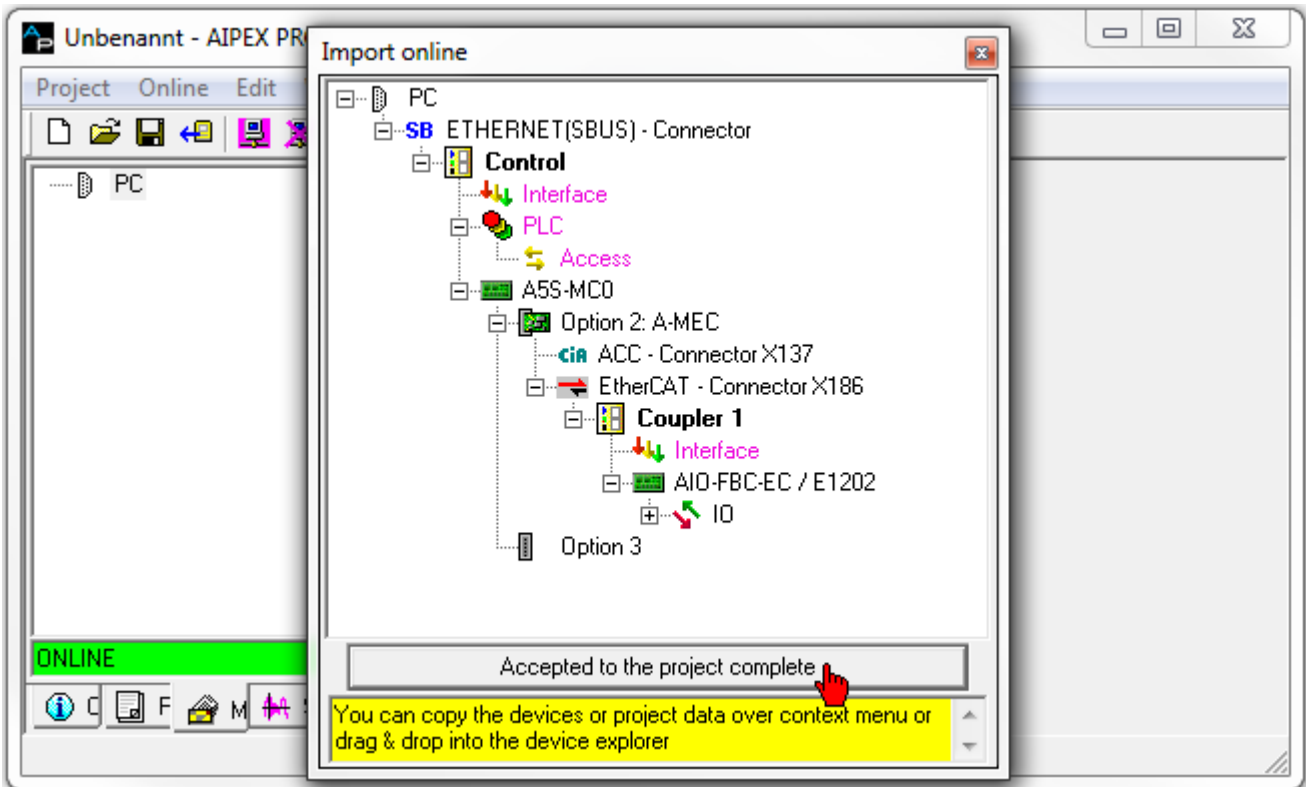 Unbenannt - AIPEX PR
Import online
Project Online Edit
PC
PC
SB ETHERNET(SBUS) - Connector
Control
Interface
PLC
Access
A5S-MC0
Option 2: A-MEC
CiA ACC - Connector X137
EtherCAT - Connector X186
Coupler 1
Interface
AIO-FBC-EC / E1202
IO
Option 3
ONLINE
Accepted to the project complete
F M
You can copy the devices or project data over context menu or
drag & drop into the device explorer